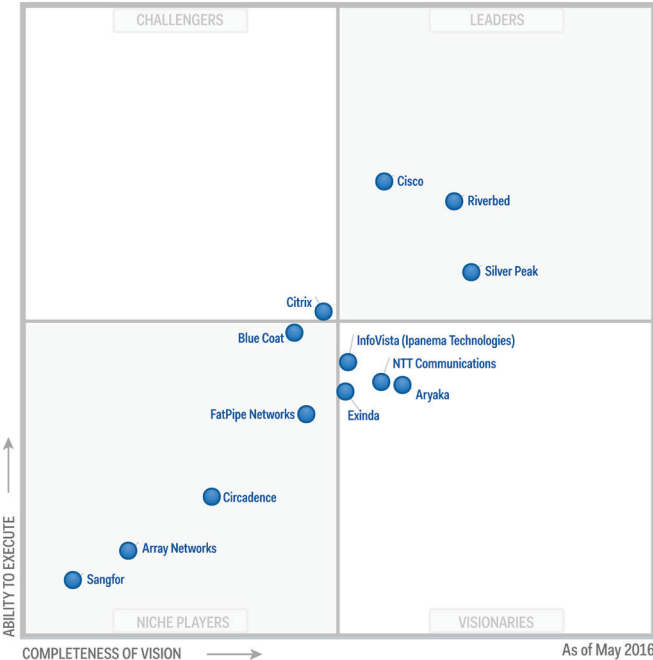 CHALLENGERS
LEADERS
Cisco
Riverbed
Silver Peak
Citrix
Blue Coat
InfoVista (Ipanema Technologies)
NTT Communications
Aryaka
Exinda
FatPipe Networks
Circadence
Array Networks
Sangfor
NICHE PLAYERS
VISIONARIES
ABILITY TO EXECUTE
COMPLETENESS OF VISION
As of May 2016